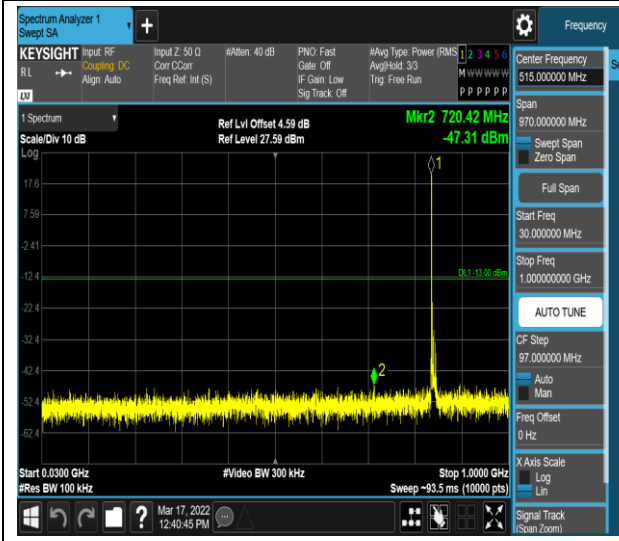 Spectrum Analyzer 1
Swept SA
Frequency
KEYSIGHT
RL
LXI
Input: RF
Coupling: DC
Align: Auto
Input Z: 50 Ω
Corr CCorr
Freq Ref: Int (S)
#Atten: 40 dB
PNO: Fast
Gate: Off
IF Gain: Low
Sig Track: Off
#Avg Type: Power (RMS
Avg|Hold: 3/3
Trig: Free Run
1 2 3 4 5 6
M W W W W W
P P P P P P
1 Spectrum
Scale/Div 10 dB
Log
Ref Lvl Offset 4.59 dB
Ref Level 27.59 dBm
Mkr2 720.42 MHz
-47.31 dBm
1
17.6
7.59
-2.41
-12.4
DL1 -13.00 dBm
-22.4
-32.4
-42.4
2
-52.4
-62.4
Start 0.0300 GHz
#Video BW 300 kHz
Stop 1.0000 GHz
#Res BW 100 kHz
Sweep ~93.5 ms (10000 pts)
?
Mar 17, 2022
12:40:45 PM
Center Frequency
515.000000 MHz
Span
970.000000 MHz
Swept Span
Zero Span
Full Span
Start Freq
30.000000 MHz
Stop Freq
1.000000000 GHz
AUTO TUNE
CF Step
97.000000 MHz
Auto
Man
Freq Offset
0 Hz
X Axis Scale
Log
Lin
Signal Track
(Span Zoom)